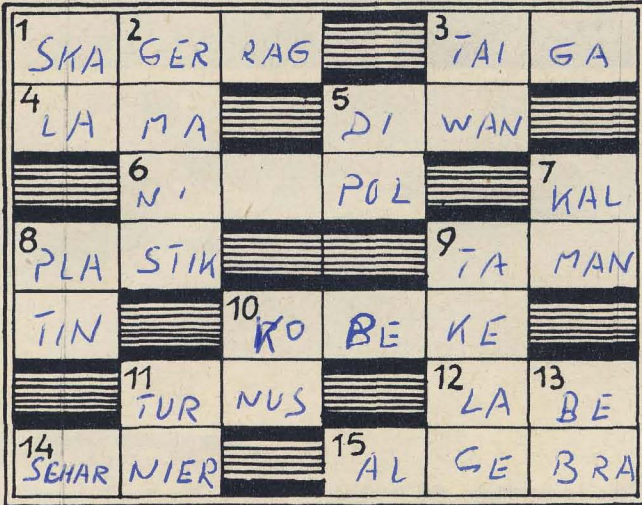 1 SKA 2 GER RAG 3 TAI GA
4 LA MA 5 DI WAN
6 NI POL 7 KAL
8 PLA STIK 9 TA MAN
TIN 10 KO BE KE
11 TUR NUS 12 LA 13 BE
14 SCHAR NIER 15 AL GE BRA